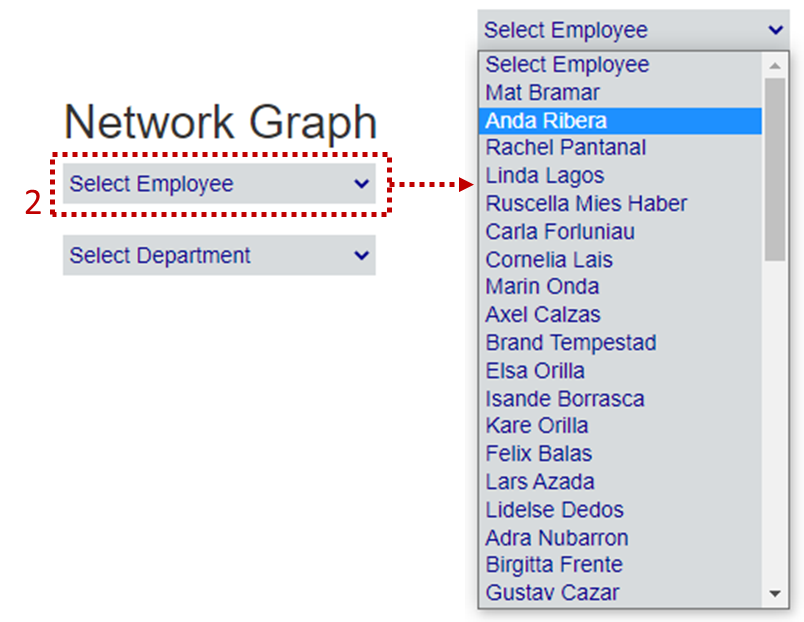 Network Graph
2
Select Employee
Select Department
Select Employee
Select Employee
Mat Bramar
Anda Ribera
Rachel Pantanal
Linda Lagos
Ruscella Mies Haber
Carla Forluniau
Cornelia Lais
Marin Onda
Axel Calzas
Brand Tempestad
Elsa Orilla
Isande Borrasca
Kare Orilla
Felix Balas
Lars Azada
Lidelse Dedos
Adra Nubarron
Birgitta Frente
Gustav Cazar